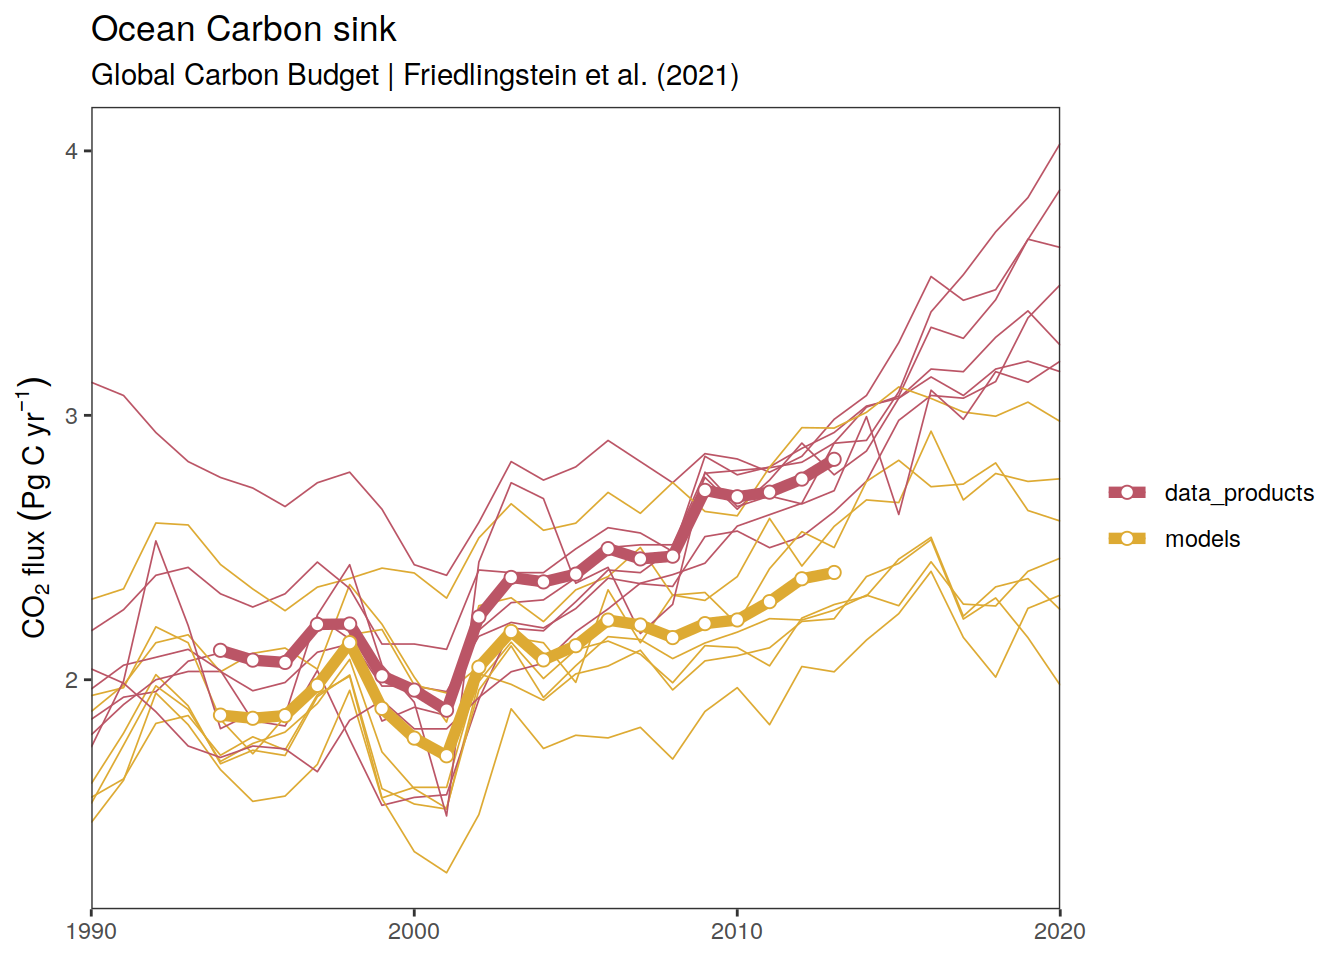 Ocean Carbon sink
Global Carbon Budget | Friedlingstein et al. (2021)
CO₂ flux (Pg C yr⁻¹)
4
3
2
1990 2000 2010 2020
data_products
models